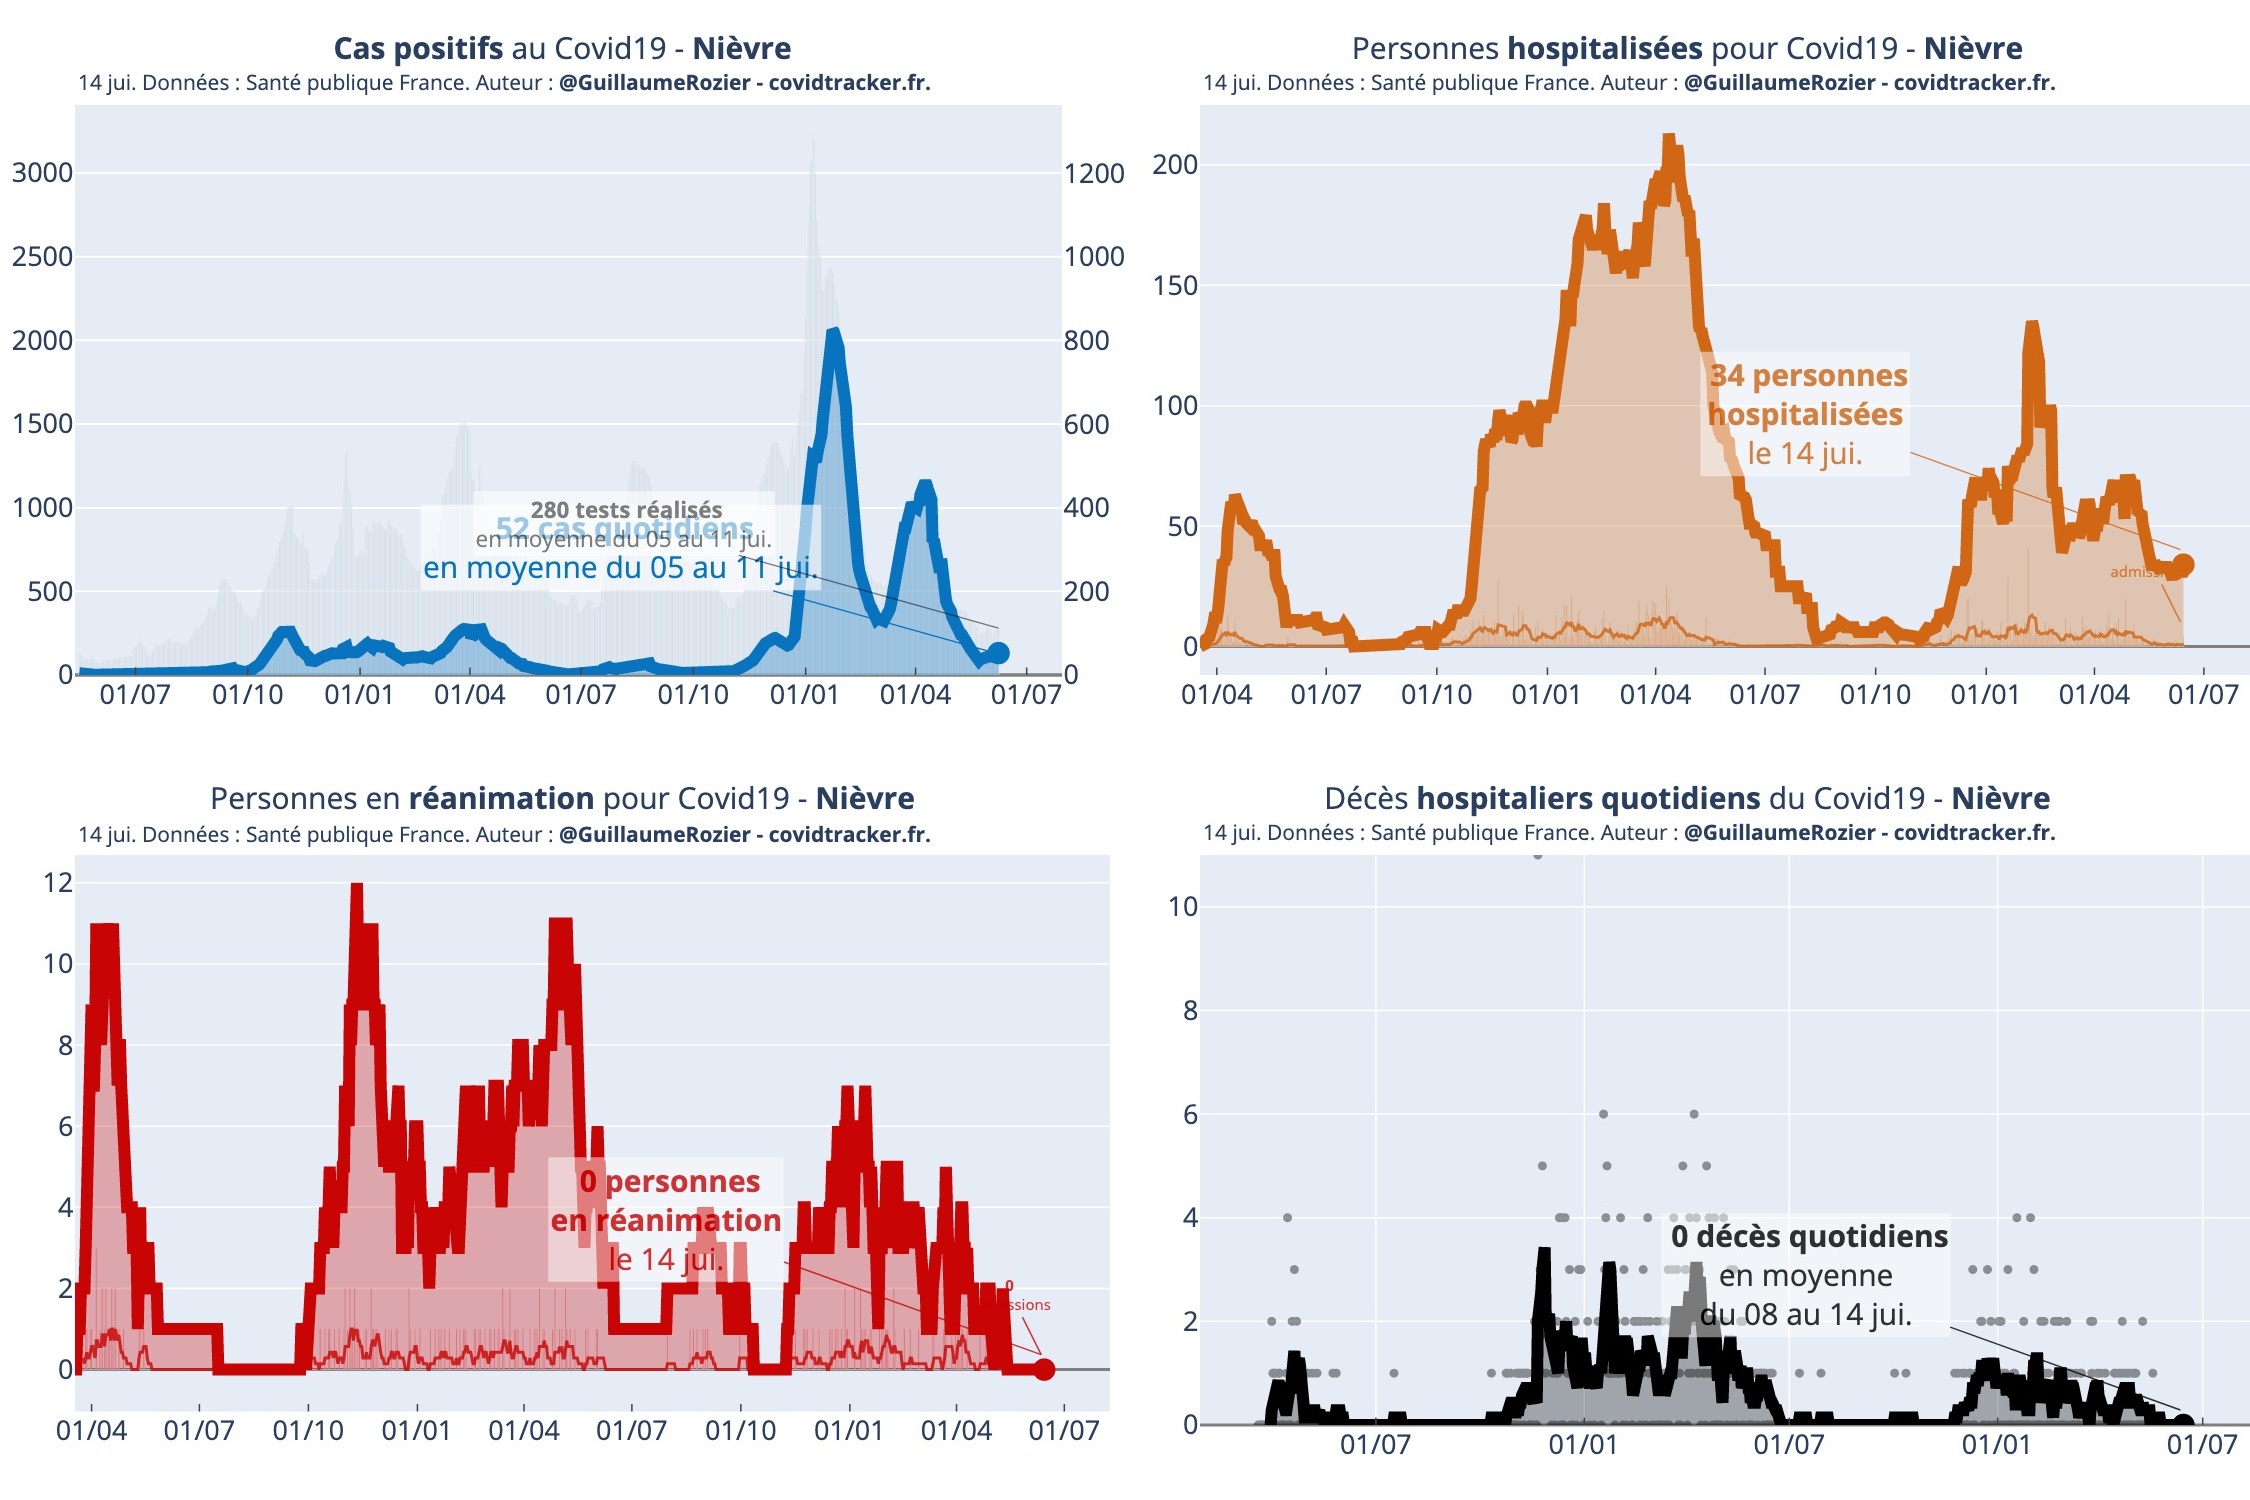 Cas positifs au Covid19 - Nièvre
14 jui. Données : Santé publique France. Auteur : @GuillaumeRozier - covidtracker.fr.
3000
2500
2000
1500
1000
500
0
1200
1000
800
600
400
200
0
280 tests réalisés
en moyenne du 05 au 11 jui.
52 cas quotidiens
en moyenne du 05 au 11 jui.
01/07 01/10 01/01 01/04 01/07 01/10 01/01 01/04 01/07
Personnes hospitalisées pour Covid19 - Nièvre
14 jui. Données : Santé publique France. Auteur : @GuillaumeRozier - covidtracker.fr.
200
150
100
50
0
34 personnes
hospitalisées
le 14 jui.
01/04 01/07 01/10 01/01 01/04 01/07 01/10 01/01 01/04 01/07
Personnes en réanimation pour Covid19 - Nièvre
14 jui. Données : Santé publique France. Auteur : @GuillaumeRozier - covidtracker.fr.
12
10
8
6
4
2
0
0 personnes
en réanimation
le 14 jui.
0
01/04 01/07 01/10 01/01 01/04 01/07 01/10 01/01 01/04 01/07
Décès hospitaliers quotidiens du Covid19 - Nièvre
14 jui. Données : Santé publique France. Auteur : @GuillaumeRozier - covidtracker.fr.
10
8
6
4
2
0
0 décès quotidiens
en moyenne
du 08 au 14 jui.
01/07 01/01 01/07 01/01 01/07